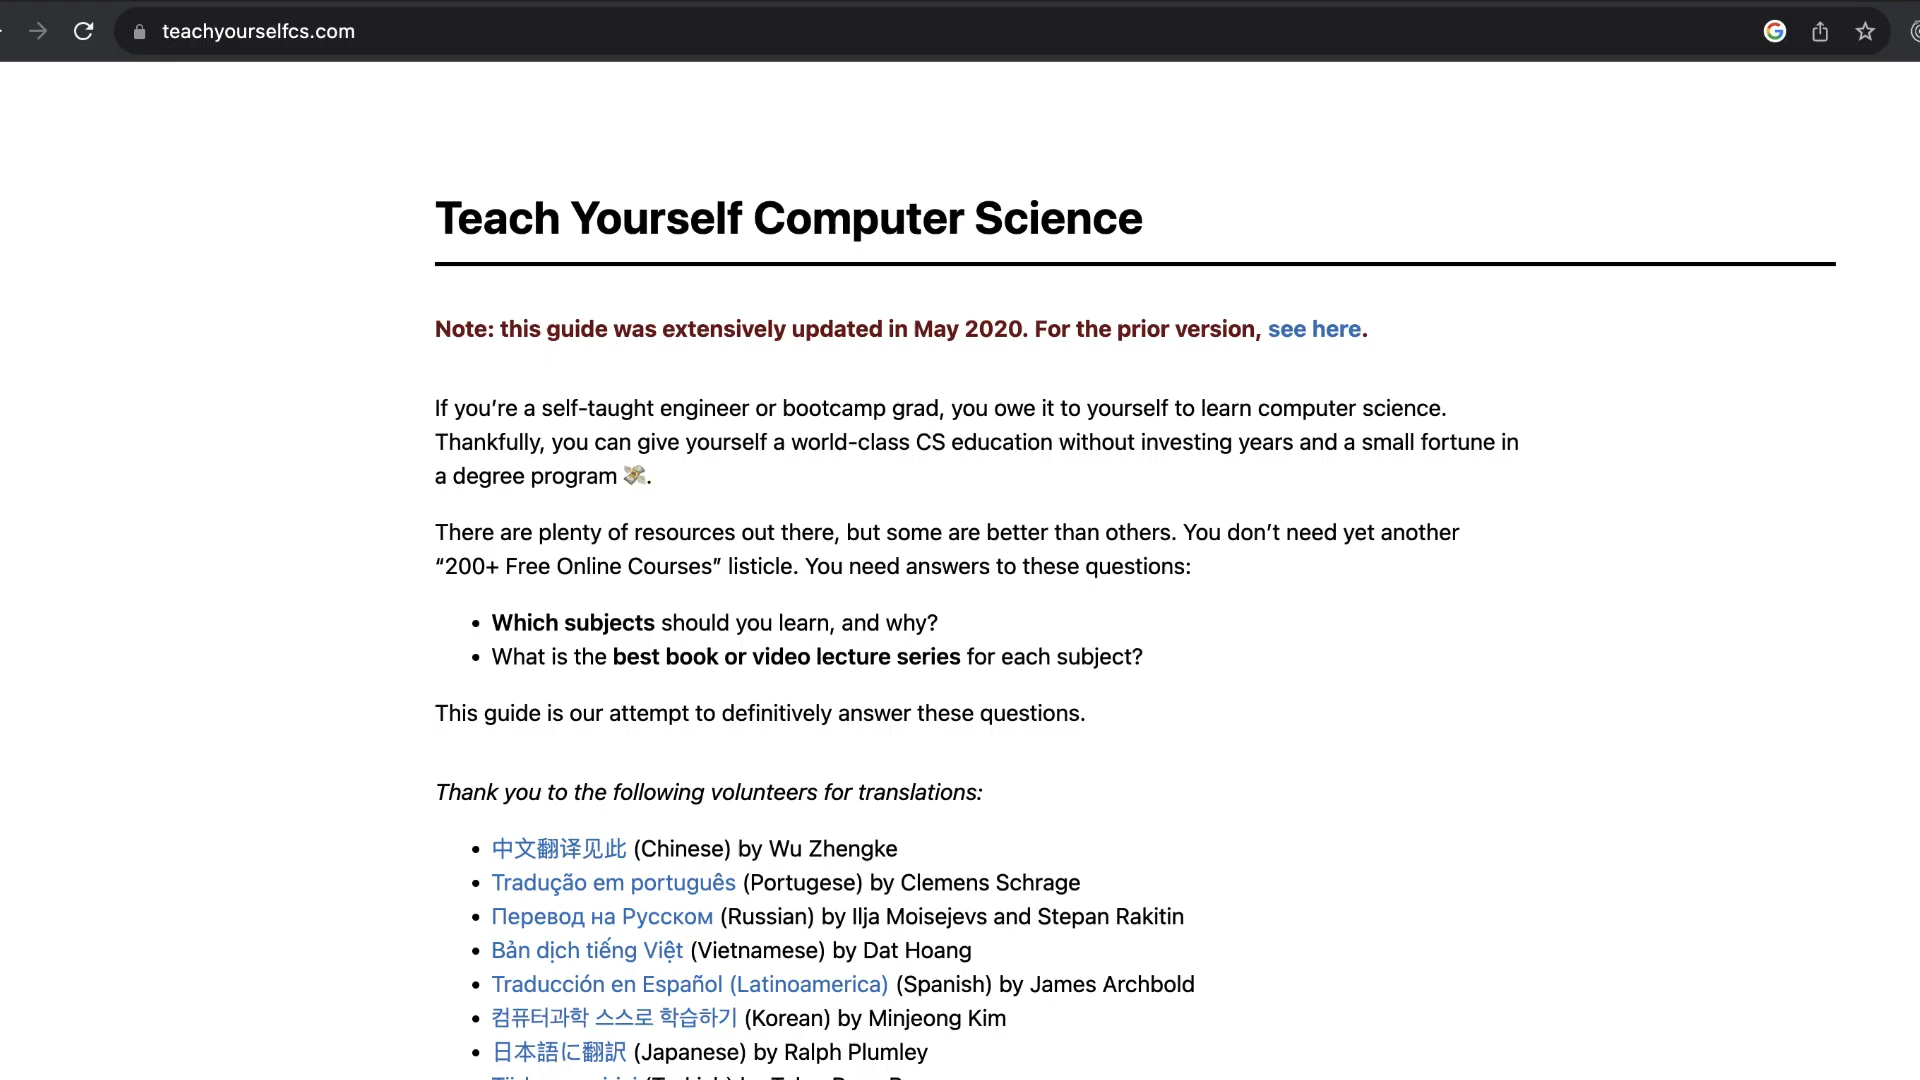 teachyourselfcs.com
Teach Yourself Computer Science
Note: this guide was extensively updated in May 2020. For the prior version, see here.
If you’re a self-taught engineer or bootcamp grad, you owe it to yourself to learn computer science.
Thankfully, you can give yourself a world-class CS education without investing years and a small fortune in
a degree program 💸.
There are plenty of resources out there, but some are better than others. You don’t need yet another
“200+ Free Online Courses” listicle. You need answers to these questions:
• Which subjects should you learn, and why?
• What is the best book or video lecture series for each subject?
This guide is our attempt to definitively answer these questions.
Thank you to the following volunteers for translations:
• 中文翻译见此 (Chinese) by Wu Zhengke
• Tradução em português (Portugese) by Clemens Schrage
• Перевод на Русском (Russian) by Ilja Moisejevs and Stepan Rakitin
• Bản dịch tiếng Việt (Vietnamese) by Dat Hoang
• Traducción en Español (Latinoamerica) (Spanish) by James Archbold
• 컴퓨터과학 스스로 학습하기 (Korean) by Minjeong Kim
• 日本語に翻訳 (Japanese) by Ralph Plumley